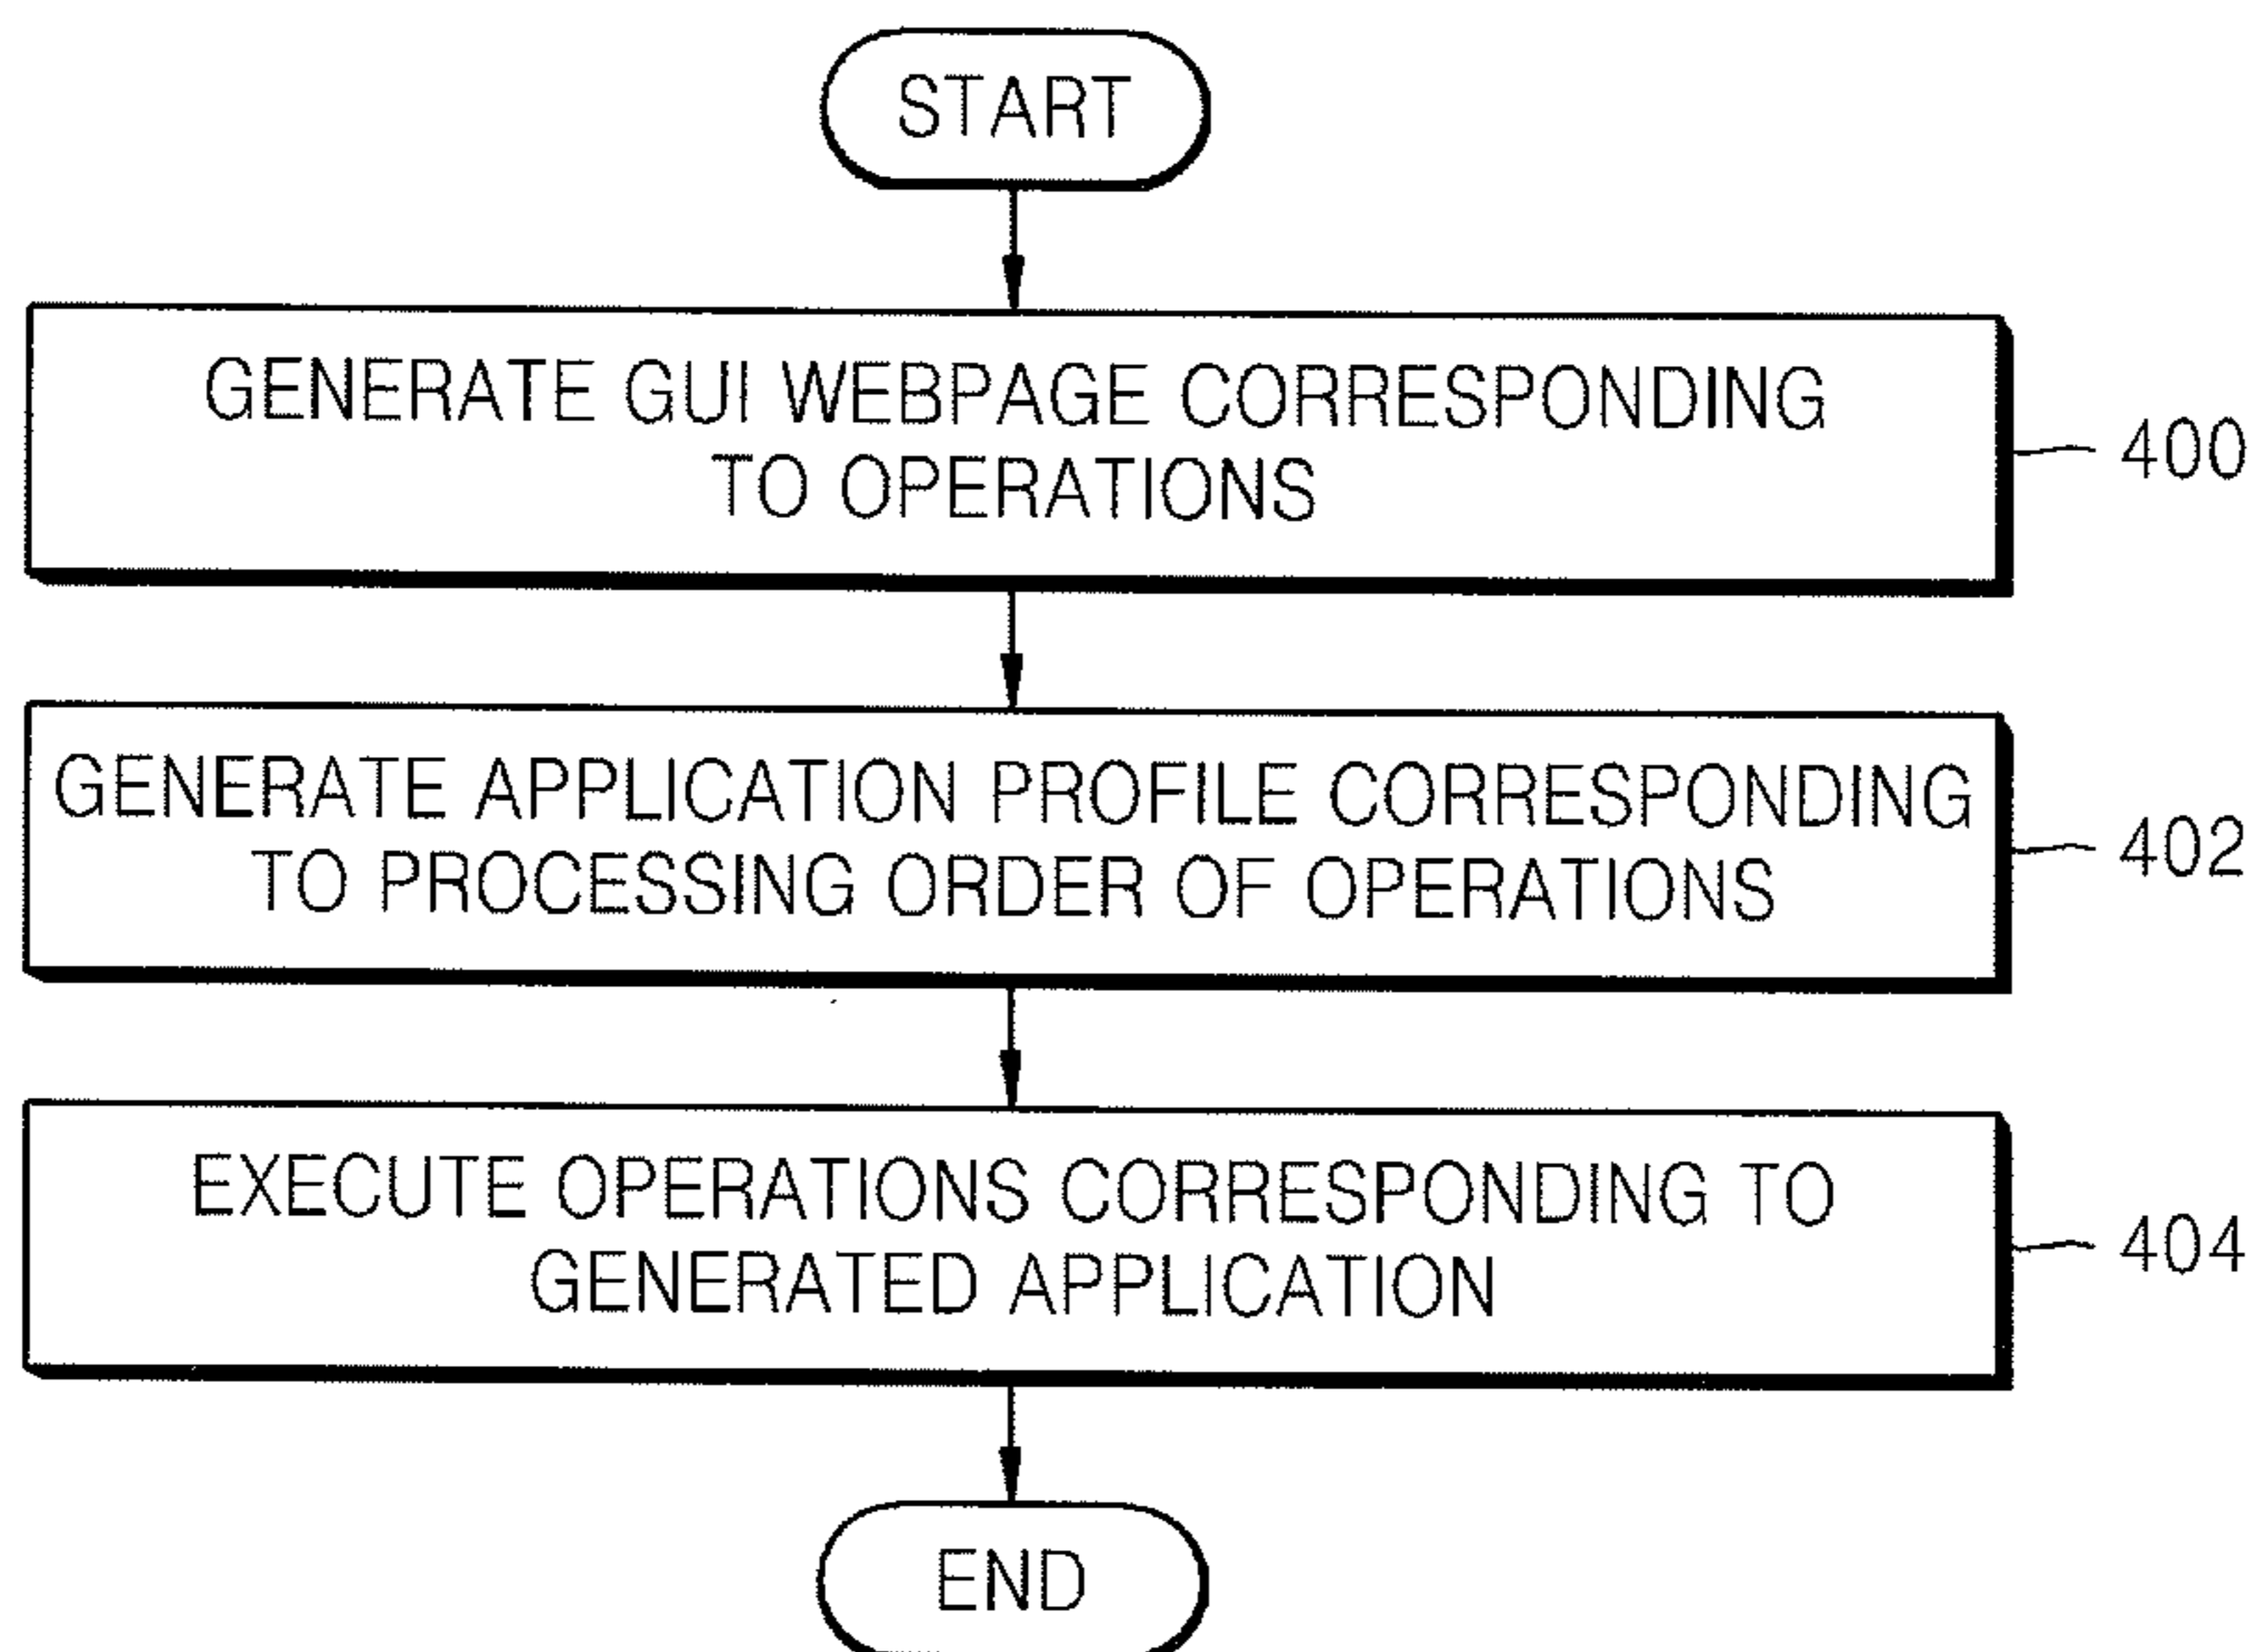 START
GENERATE GUI WEBPAGE CORRESPONDING
TO OPERATIONS
400
GENERATE APPLICATION PROFILE CORRESPONDING
TO PROCESSING ORDER OF OPERATIONS
402
EXECUTE OPERATIONS CORRESPONDING TO
GENERATED APPLICATION
404
END